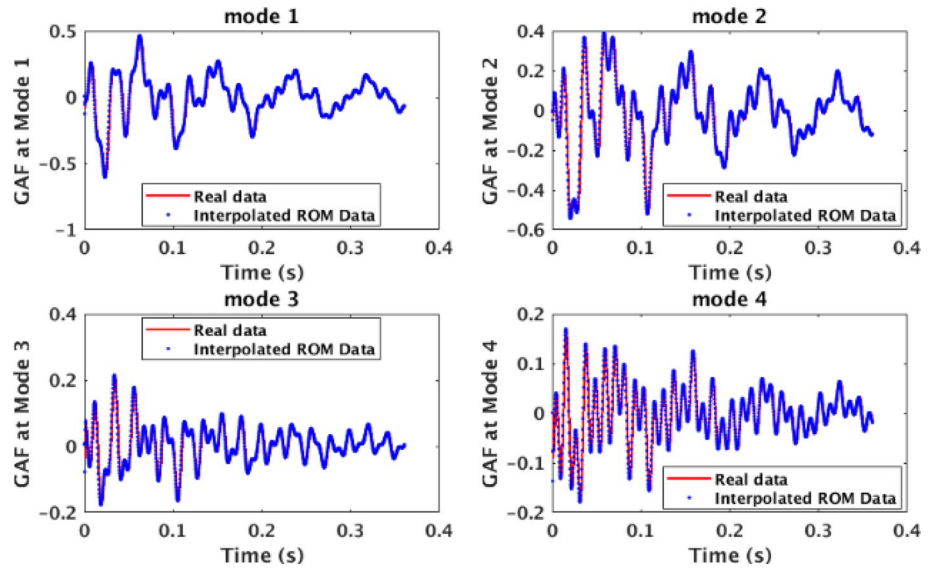 mode 1
GAF at Mode 1
0.5
0
−0.5
−1
Real data
Interpolated ROM Data
0 0.1 0.2 0.3 0.4
Time (s)
mode 2
GAF at Mode 2
0.4
0.2
0
−0.2
−0.4
−0.6
Real data
Interpolated ROM Data
0 0.1 0.2 0.3 0.4
Time (s)
mode 3
GAF at Mode 3
0.4
0.2
0
−0.2
Real data
Interpolated ROM Data
0 0.1 0.2 0.3 0.4
Time (s)
mode 4
GAF at Mode 4
0.2
0.1
0
−0.1
−0.2
Real data
Interpolated ROM Data
0 0.1 0.2 0.3 0.4
Time (s)